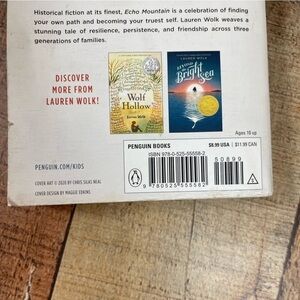 Historical fiction at its finest, Echo Mountain is a celebration of finding
your own path and becoming your truest self. Lauren Wolk weaves a
stunning tale of resilience, persistence, and friendship across three
generations of families.
DISCOVER
MORE FROM
LAUREN WOLK!
Wolf
Hollow
Lauren Wolk
LAUREN WOLK
BEYOND
the
Bright
Sea
Ages 10 up
PENGUIN.COM/KIDS
COVER ART © 2020 BY CHRIS SILAS NEAL
COVER DESIGN BY MAGGIE EDKINS
PENGUIN BOOKS
$8.99 USA | $11.99 CAN
ISBN 978-0-525-55558-2
50899
9 780525 555582